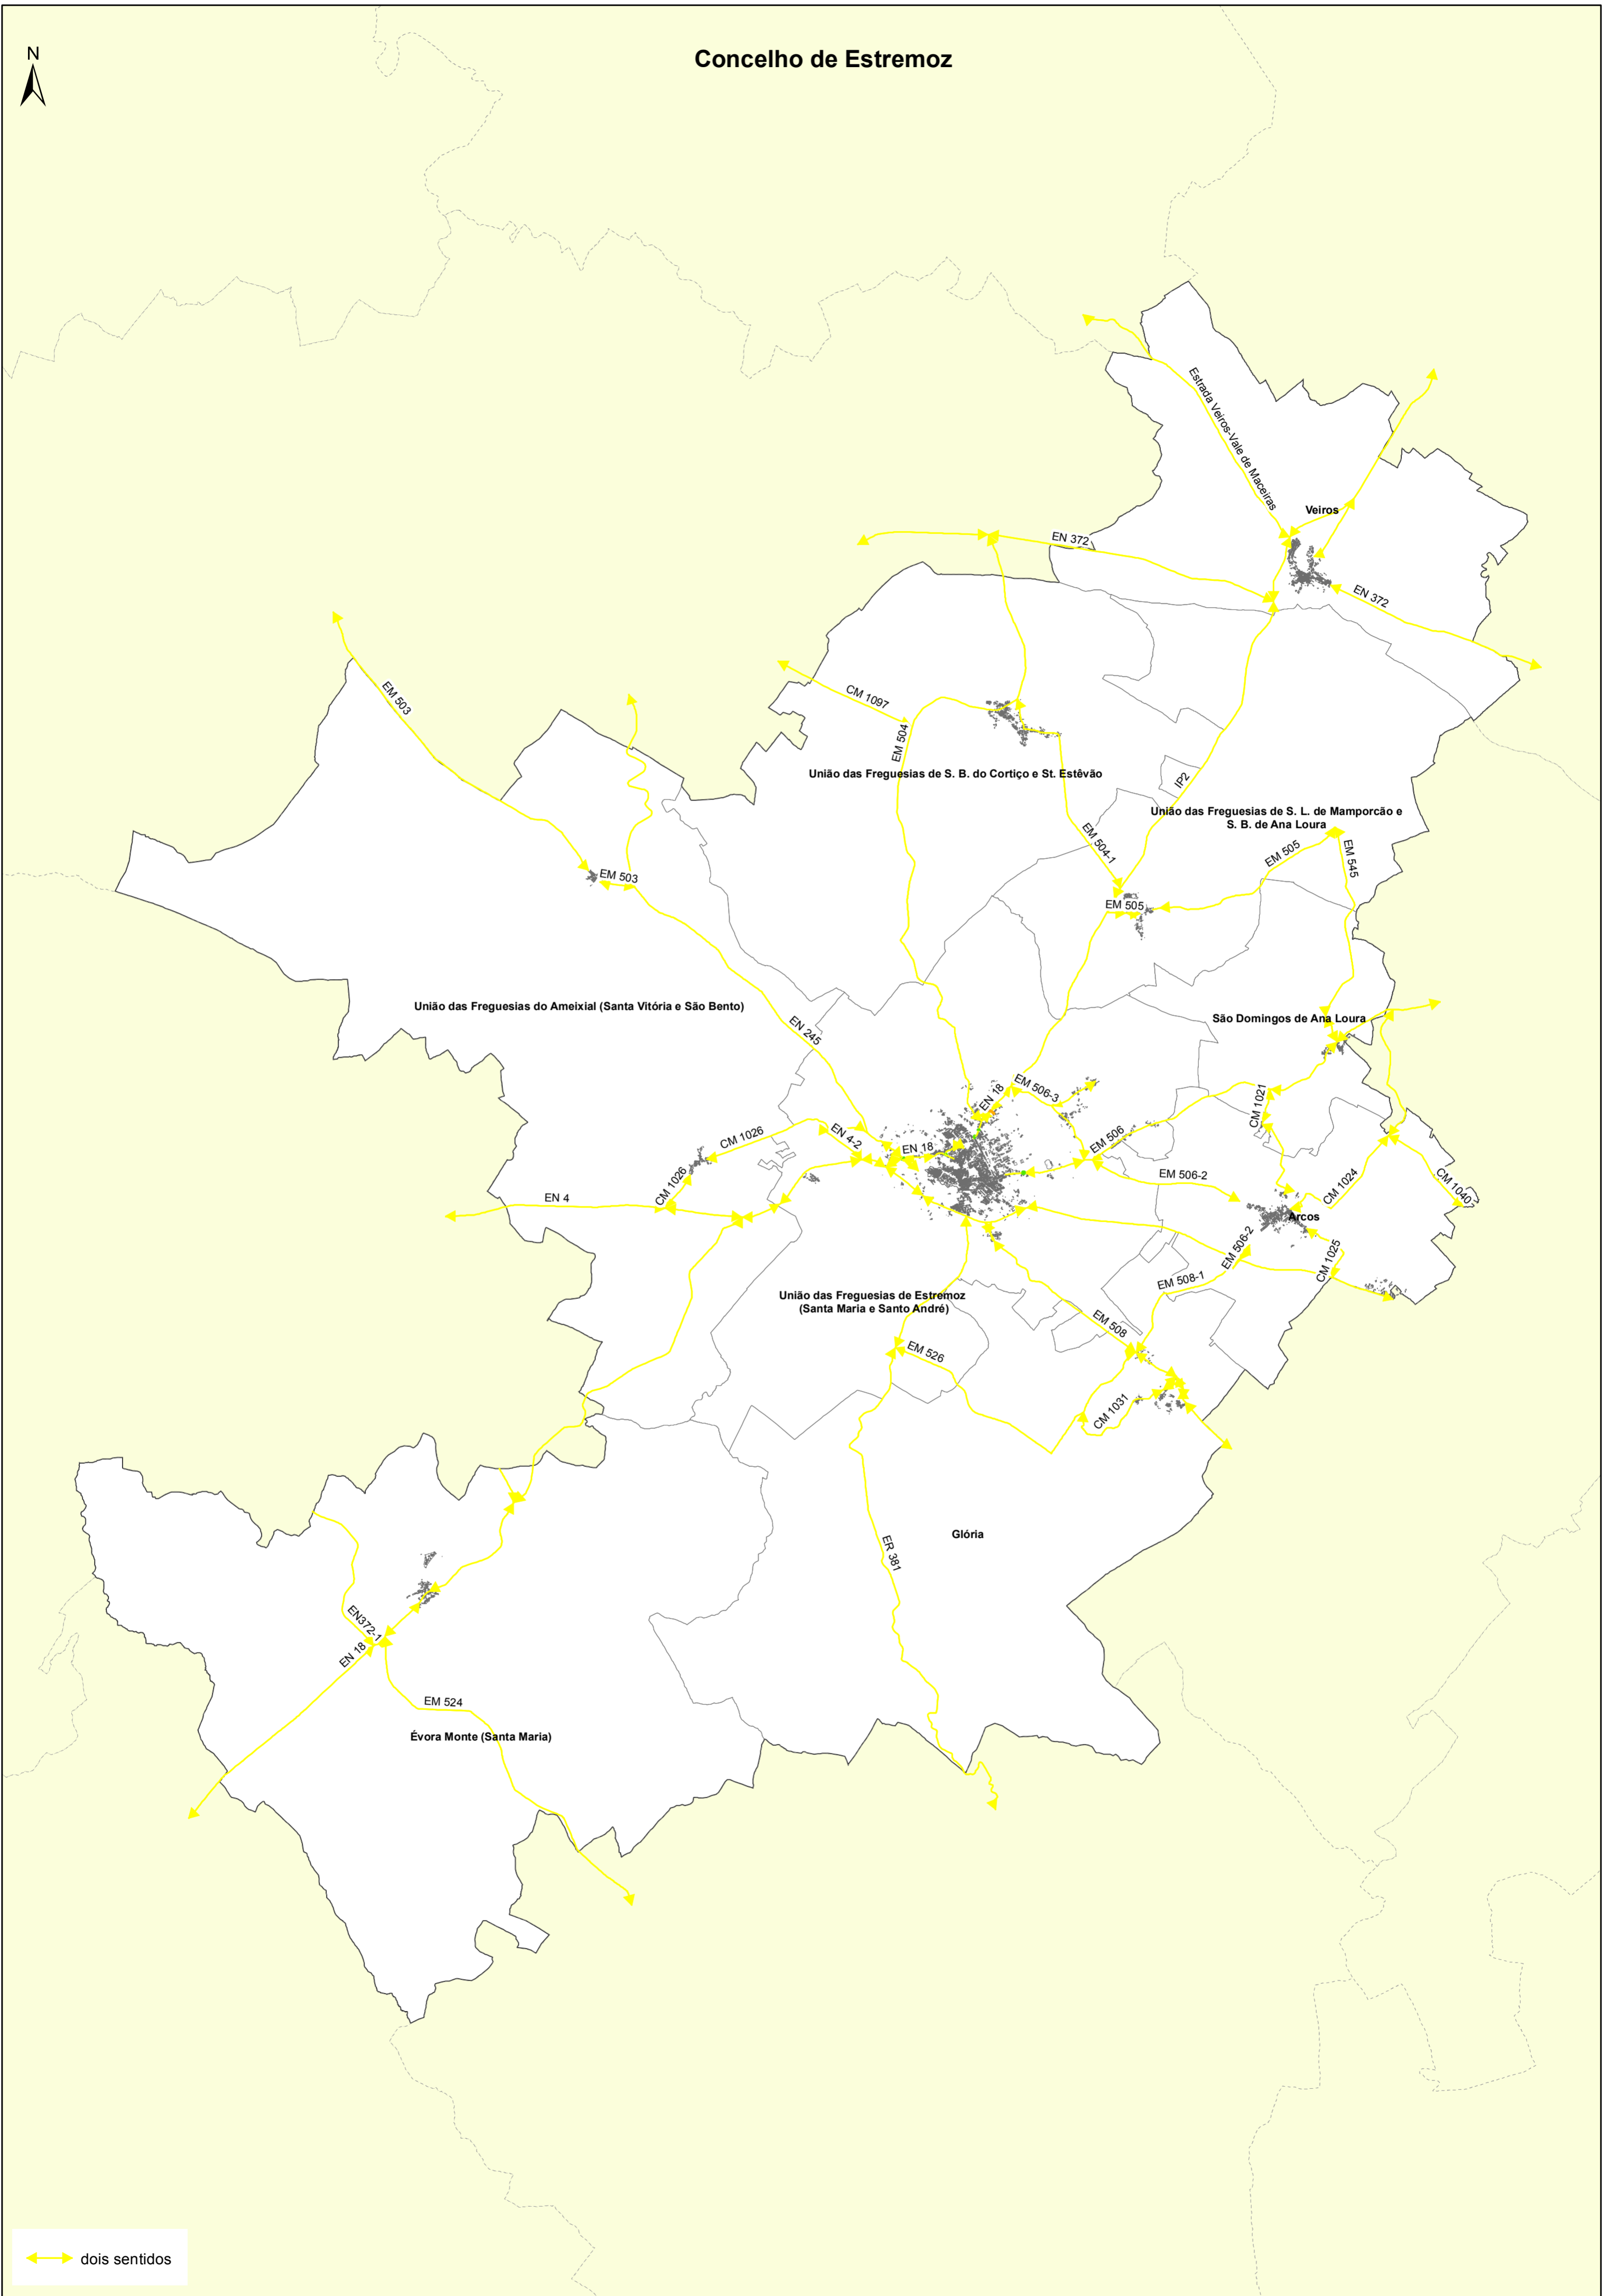 N
Concelho de Estremoz
Estrada Veiros-Vale de Maceiras
Veiros
EN 372
EN 372
EM 503
CM 1097
EM 504
União das Freguesias de S. B. do Cortiço e St. Estêvão
IP2
União das Freguesias de S. L. de Mamporcão e
S. B. de Ana Loura
EM 504-1
EM 505
EM 545
EM 503
EM 505
União das Freguesias do Ameixial (Santa Vitória e São Bento)
São Domingos de Ana Loura
EN 245
EN 18
EM 506-3
CM 1021
CM 1026
EN 4-2
EN 18
EM 506
EM 506-2
CM 1026
EN 4
CM 1024
CM 1040
Arcos
EM 506-2
CM 1025
EM 508-1
União das Freguesias de Estremoz
(Santa Maria e Santo André)
EM 508
EM 526
CM 1031
Glória
ER 381
EN372-1
EN 18
EM 524
Évora Monte (Santa Maria)
dois sentidos